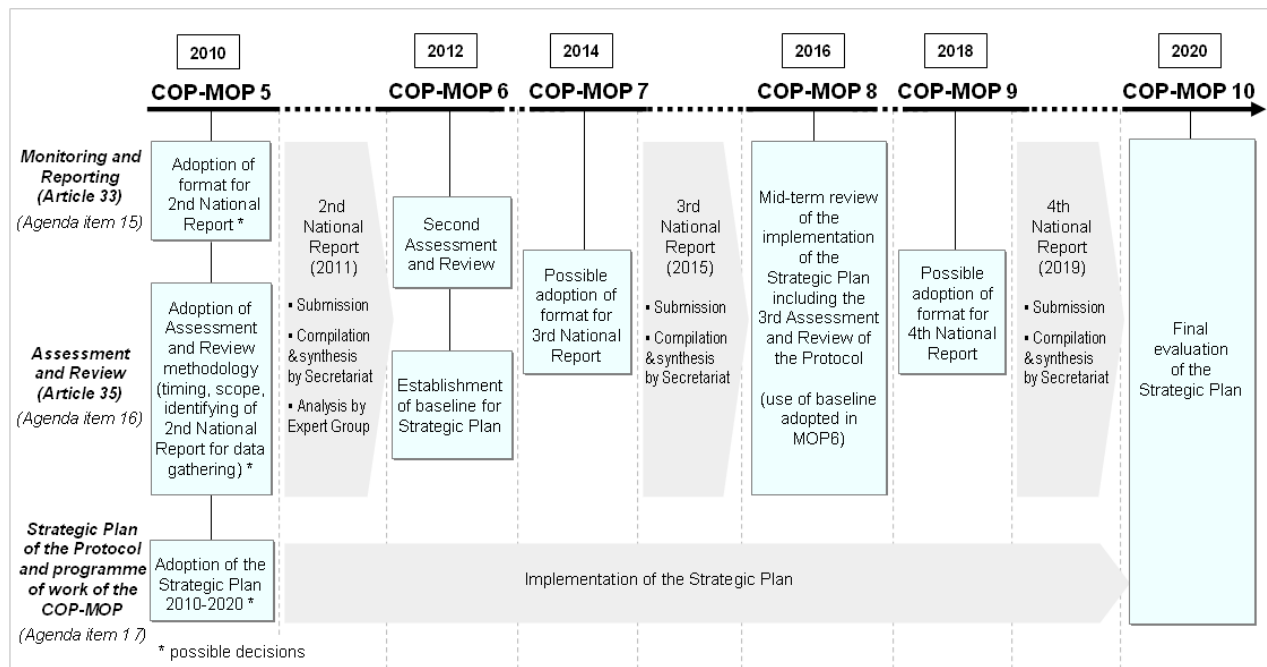 2010
2012
2014
2016
2018
2020
COP-MOP 5
COP-MOP 6
COP-MOP 7
COP-MOP 8
COP-MOP 9
COP-MOP 10
Monitoring and
Reporting
(Article 33)
(Agenda item 15)
Assessment
and Review
(Article 35)
(Agenda item 16)
Strategic Plan
of the Protocol
and programme
of work of the
COP-MOP
(Agenda item 1 7)
Adoption of
format for
2nd National
Report *
Adoption of
Assessment
and Review
methodology
(timing, scope,
identifying of
2nd National
Report for data
gathering) *
Adoption of the
Strategic Plan
2010-2020 *
* possible decisions
2nd
National
Report
(2011)
▪ Submission
▪ Compilation
& synthesis
by Secretariat
▪ Analysis by
Expert Group
Second
Assessment
and Review
Establishment
of baseline for
Strategic Plan
Possible
adoption of
format for
3rd National
Report
3rd
National
Report
(2015)
▪ Submission
▪ Compilation
& synthesis
by Secretariat
Mid-term review
of the
implementation
of the
Strategic Plan
including the
3rd Assessment
and Review of
the Protocol
(use of baseline
adopted in
MOP6)
Possible
adoption of
format for
4th National
Report
4th
National
Report
(2019)
▪ Submission
▪ Compilation
& synthesis
by Secretariat
Final
evaluation
of the
Strategic Plan
Implementation of the Strategic Plan